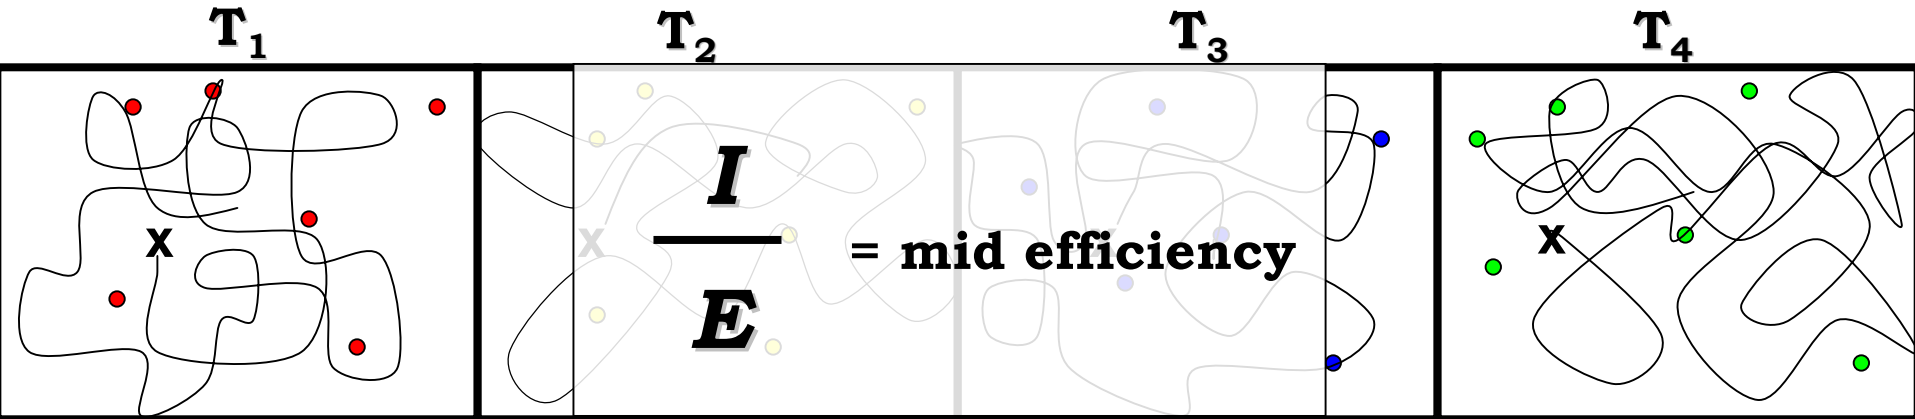 T1 T2 T3 T4
X X X X
I
= mid efficiency
E